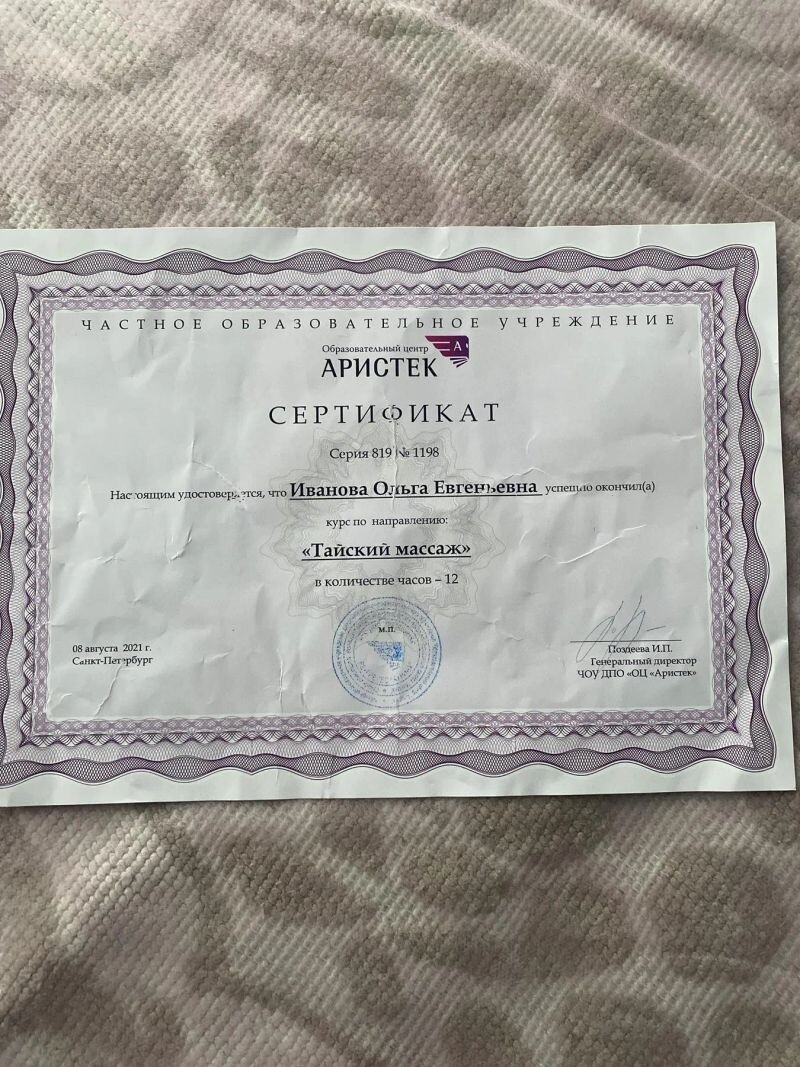 ЧАСТНОЕ ОБРАЗОВАТЕЛЬНОЕ УЧРЕЖДЕНИЕ
Образовательный центр
А
АРИСТЕК
СЕРТИФИКАТ
Серия 819 № 1198
Настоящим удостоверяется, что Иванова Ольга Евгеньевна успешно окончил(а)
курс по направлению:
«Тайский массаж»
в количестве часов – 12
М.П.
08 августа 2021 г.
Санкт-Петербург
Поздеева И.П.
Генеральный директор
ЧОУ ДПО «ОЦ «Аристек»